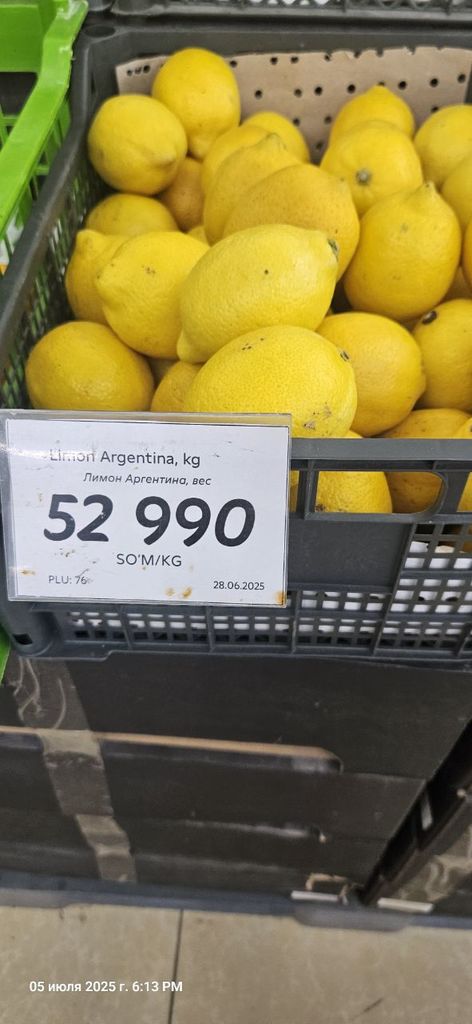 Limon Argentina, kg
Лимон Аргентина, вес
52 990
SO'M/KG
PLU: 76
28.06.2025
05 июля 2025 г. 6:13 PM